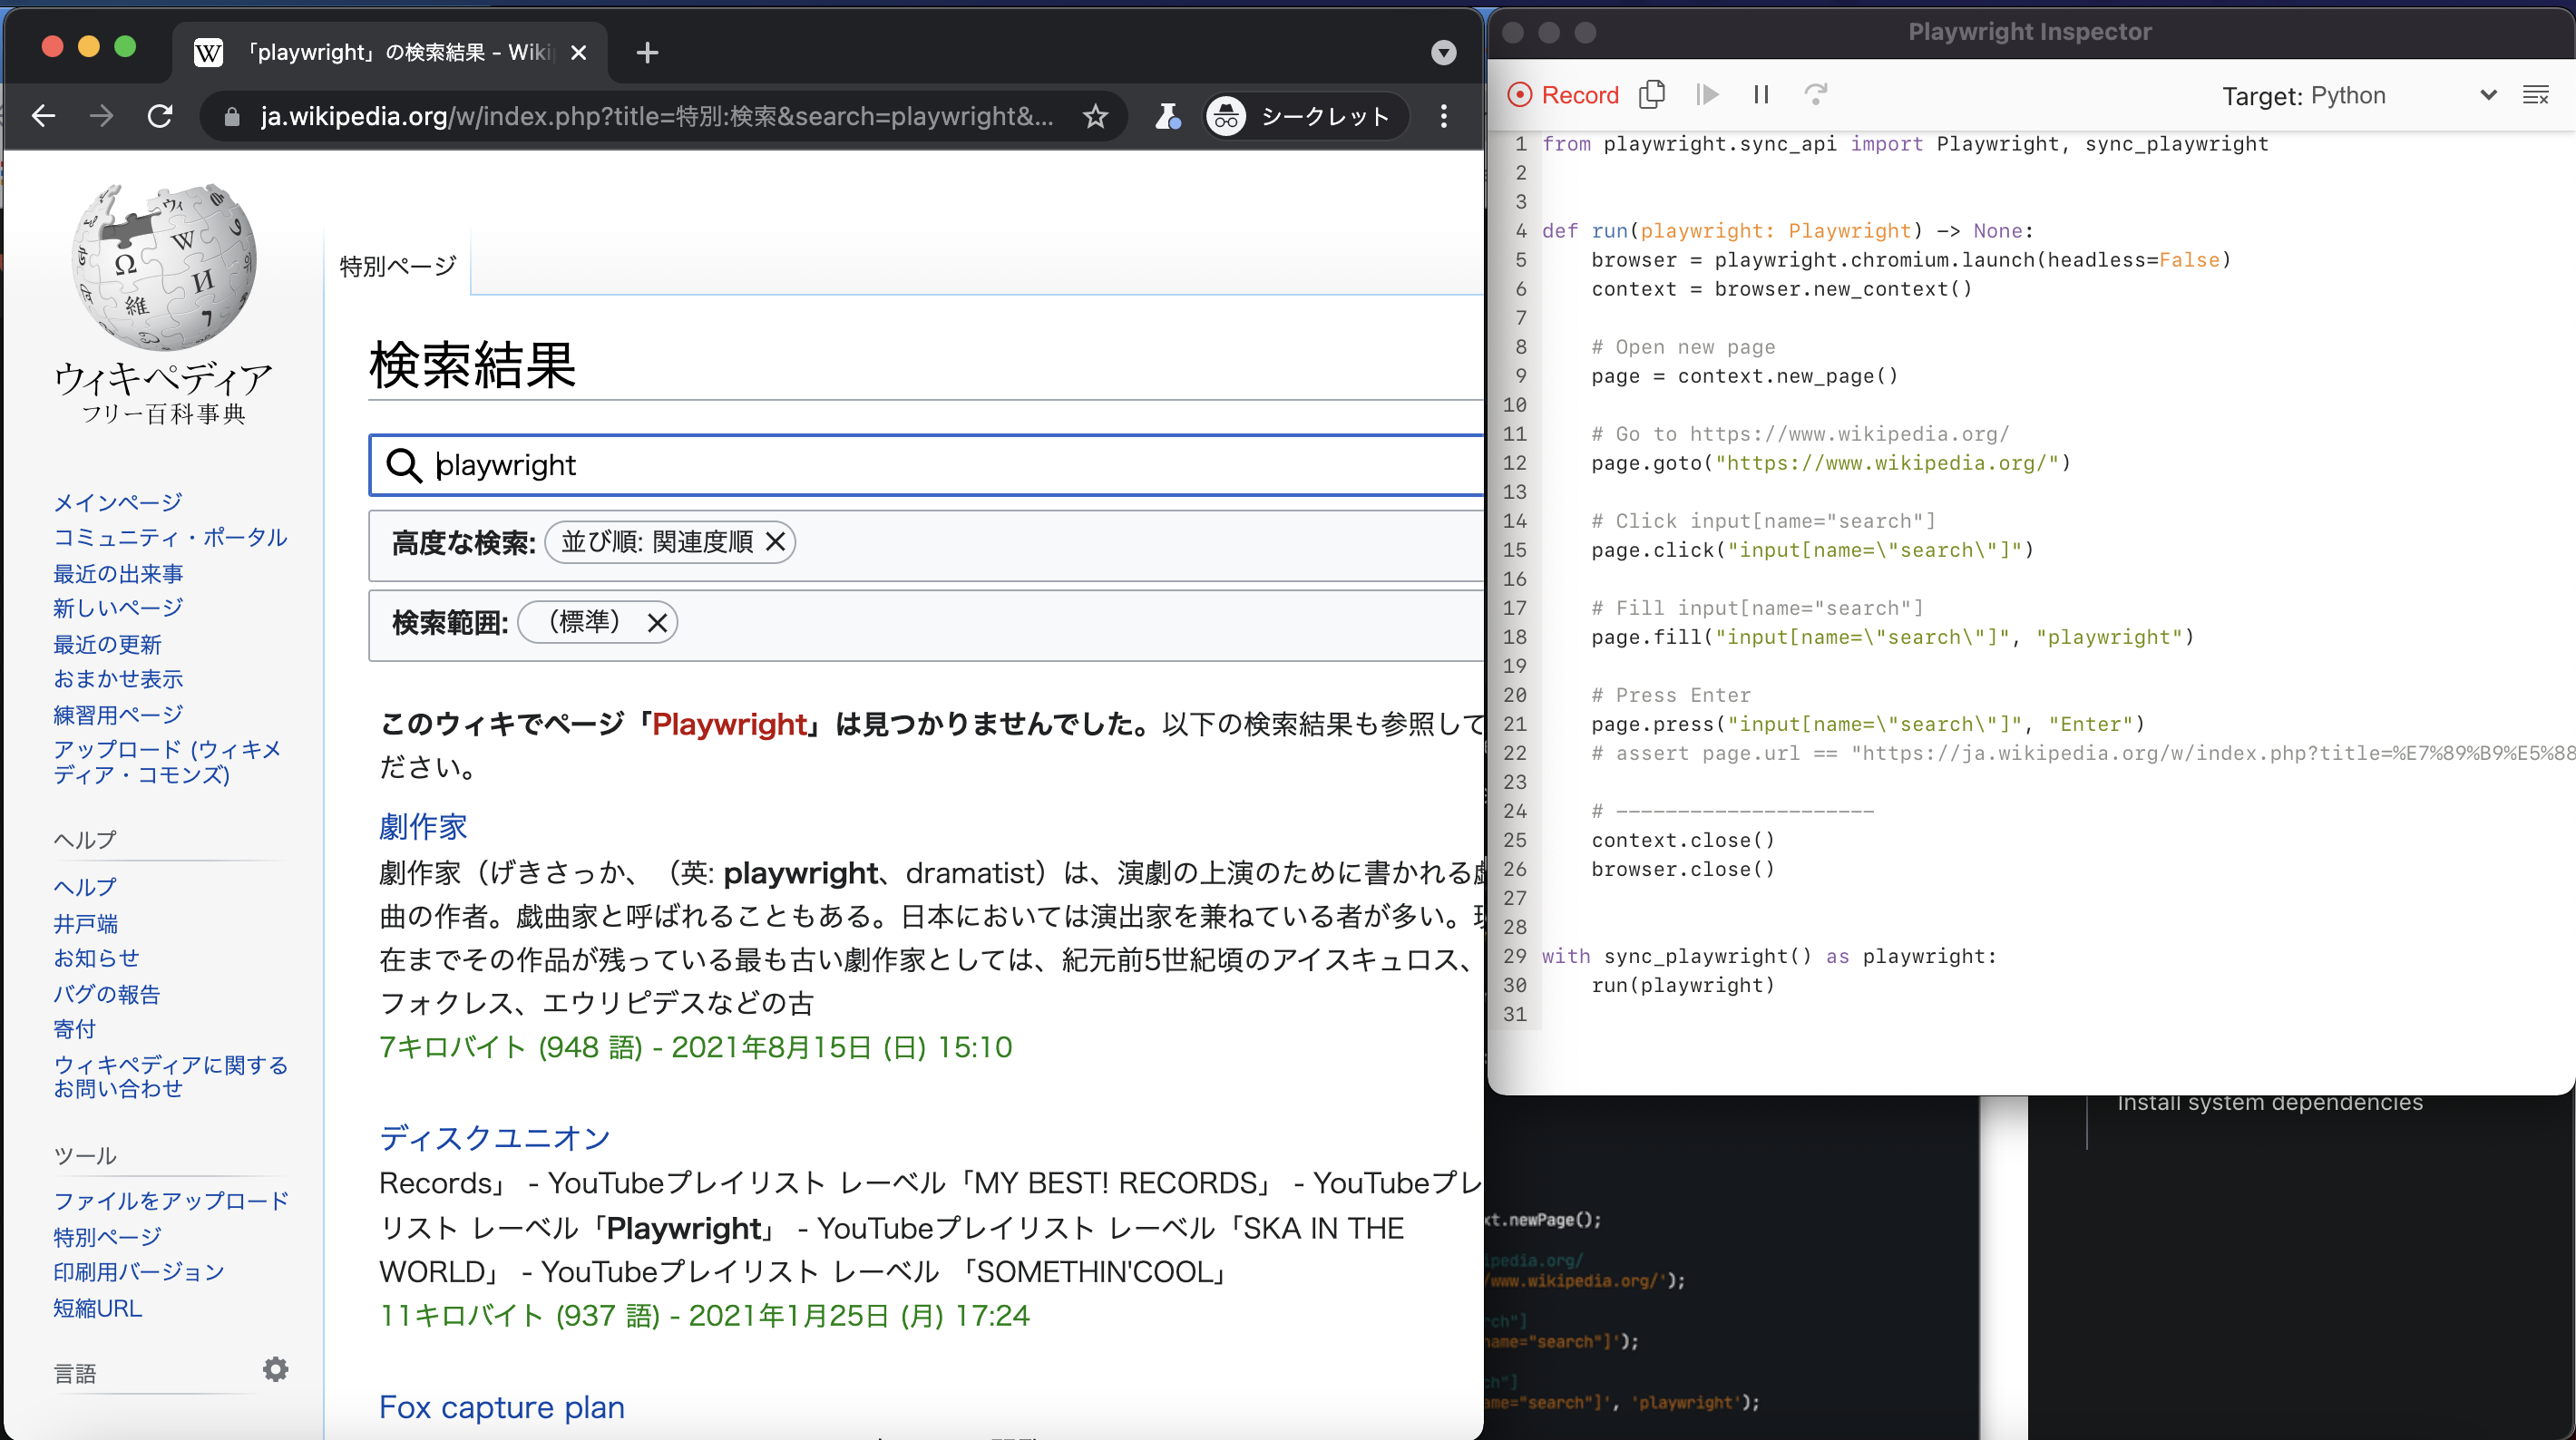 「playwright」の検索結果 - Wiki
ja.wikipedia.org/w/index.php?title=特別:検索&search=playwright&...
シークレット
ウィキペディア
フリー百科事典
メインページ
コミュニティ・ポータル
最近の出来事
新しいページ
最近の更新
おまかせ表示
練習用ページ
アップロード (ウィキメ
ディア・コモンズ)
ヘルプ
ヘルプ
井戸端
お知らせ
バグの報告
寄付
ウィキペディアに関する
お問い合わせ
ツール
ファイルをアップロード
特別ページ
印刷用バージョン
短縮URL
言語
特別ページ
検索結果
playwright
高度な検索: 並び順: 関連度順
検索範囲: （標準）
このウィキでページ「Playwright」は見つかりませんでした。以下の検索結果も参照して
ださい。
劇作家
劇作家（げきさっか、（英: playwright、dramatist）は、演劇の上演のために書かれる
曲の作者。戯曲家と呼ばれることもある。日本においては演出家を兼ねている者が多い。
在までその作品が残っている最も古い劇作家としては、紀元前5世紀頃のアイスキュロス、
フォクレス、エウリピデスなどの古
7キロバイト (948 語) - 2021年8月15日 (日) 15:10
ディスクユニオン
Records」 - YouTubeプレイリスト レーベル「MY BEST! RECORDS」 - YouTubeプレ
リスト レーベル「Playwright」 - YouTubeプレイリスト レーベル「SKA IN THE
WORLD」 - YouTubeプレイリスト レーベル 「SOMETHIN'COOL」
11キロバイト (937 語) - 2021年1月25日 (月) 17:24
Fox capture plan
Playwright Inspector
Record
Target: Python
1 from playwright.sync_api import Playwright, sync_playwright
2
3
4 def run(playwright: Playwright) -> None:
5 browser = playwright.chromium.launch(headless=False)
6 context = browser.new_context()
7
8 # Open new page
9 page = context.new_page()
10
11 # Go to https://www.wikipedia.org/
12 page.goto("https://www.wikipedia.org/")
13
14 # Click input[name="search"]
15 page.click("input[name=\"search\"]")
16
17 # Fill input[name="search"]
18 page.fill("input[name=\"search\"]", "playwright")
19
20 # Press Enter
21 page.press("input[name=\"search\"]", "Enter")
22 # assert page.url == "https://ja.wikipedia.org/w/index.php?title=%E7%89%B9%E5%88
23
24 # ---------------------
25 context.close()
26 browser.close()
27
28
29 with sync_playwright() as playwright:
30 run(playwright)
31
Install system dependencies
xt.newPage();
ipedia.org/
/www.wikipedia.org/');
rch"]
name="search"]');
ch"]
ame="search"]', 'playwright');